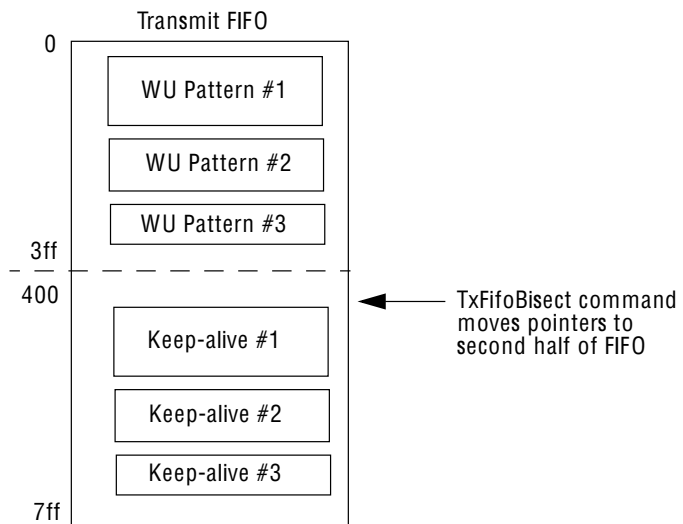 Transmit FIFO
0
WU Pattern #1
WU Pattern #2
WU Pattern #3
3ff
400
TxFifoBisect command
moves pointers to
second half of FIFO
Keep-alive #1
Keep-alive #2
Keep-alive #3
7ff